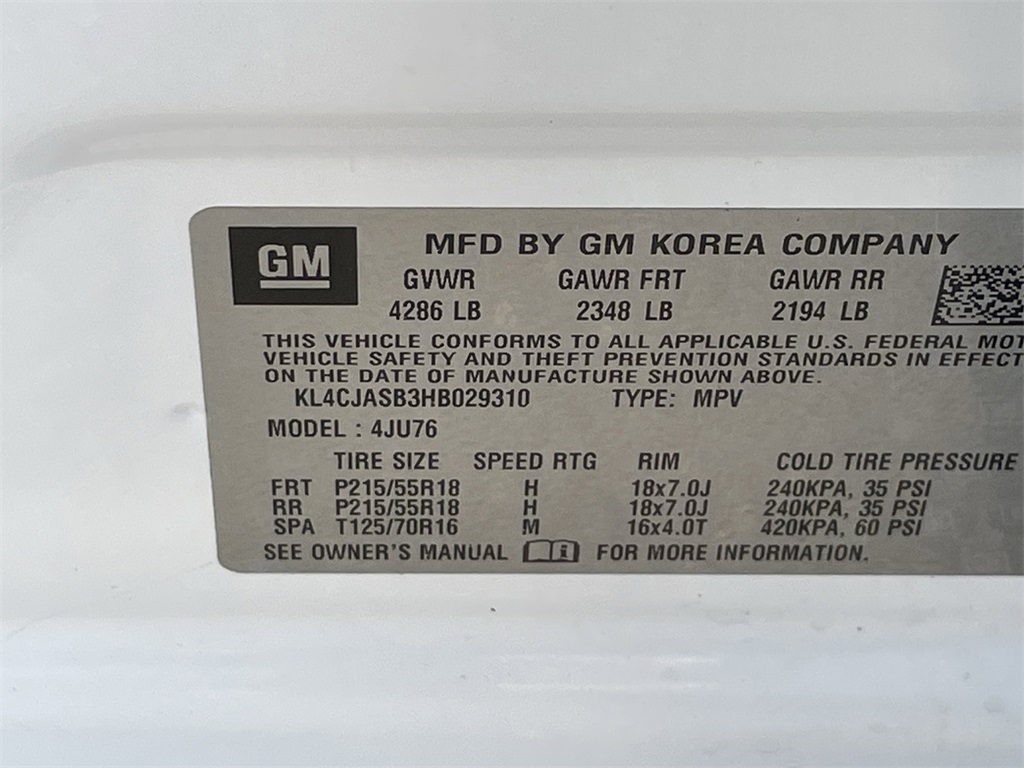 GM
MFD BY GM KOREA COMPANY
GVWR GAWR FRT GAWR RR
4286 LB 2348 LB 2194 LB
THIS VEHICLE CONFORMS TO ALL APPLICABLE U.S. FEDERAL MOT
VEHICLE SAFETY AND THEFT PREVENTION STANDARDS IN EFFECT
ON THE DATE OF MANUFACTURE SHOWN ABOVE.
KL4CJASB3HB029310 TYPE: MPV
MODEL : 4JU76
TIRE SIZE SPEED RTG RIM COLD TIRE PRESSURE
FRT P215/55R18 H 18x7.0J 240KPA, 35 PSI
RR P215/55R18 H 18x7.0J 240KPA, 35 PSI
SPA T125/70R16 M 16x4.0T 420KPA, 60 PSI
SEE OWNER'S MANUAL i FOR MORE INFORMATION.